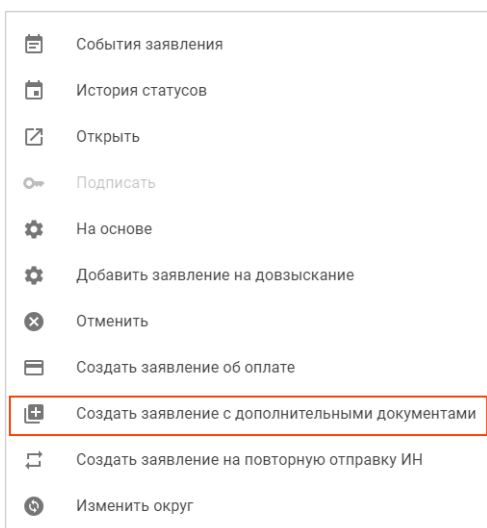 События заявления
История статусов
Открыть
Подписать
На основе
Добавить заявление на довзыскание
Отменить
Создать заявление об оплате
Создать заявление с дополнительными документами
Создать заявление на повторную отправку ИН
Изменить округ